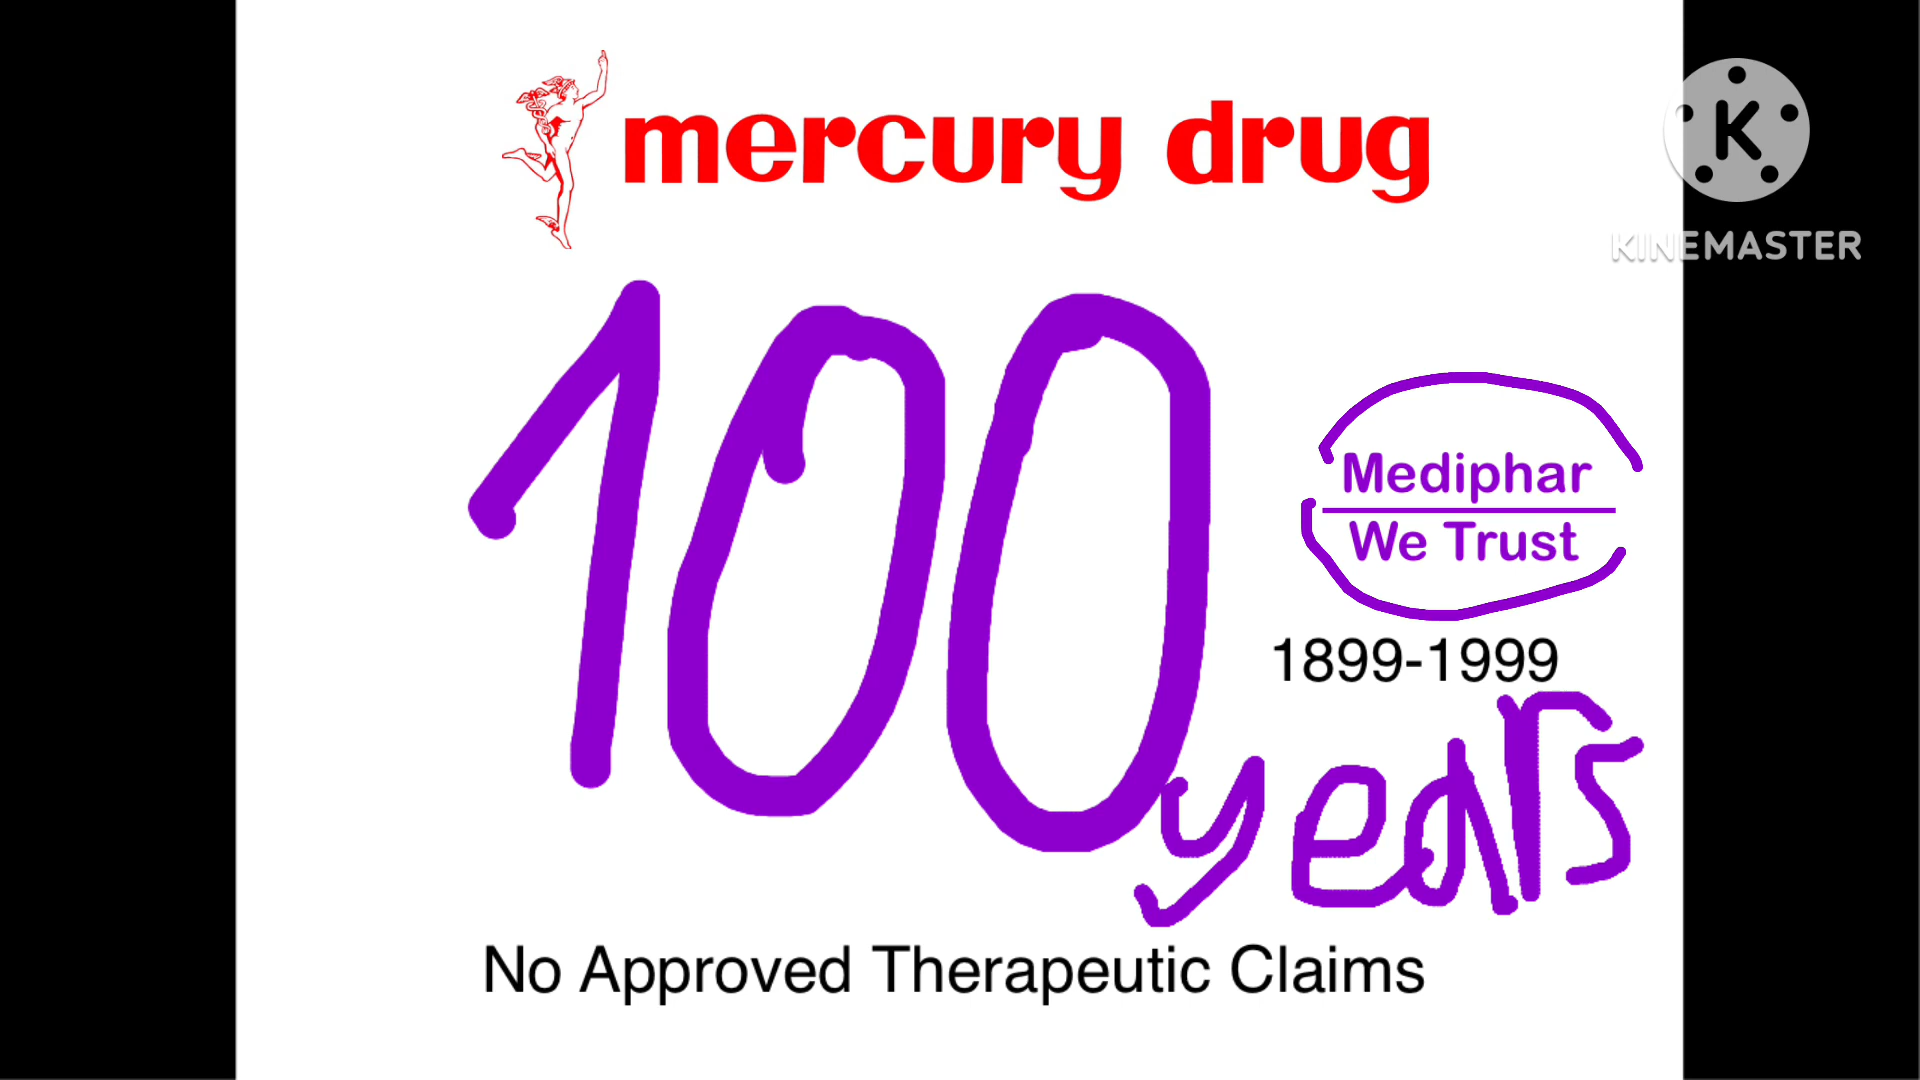 mercury drug
K
KINEMASTER
100
Mediphar
We Trust
1899-1999
years
No Approved Therapeutic Claims